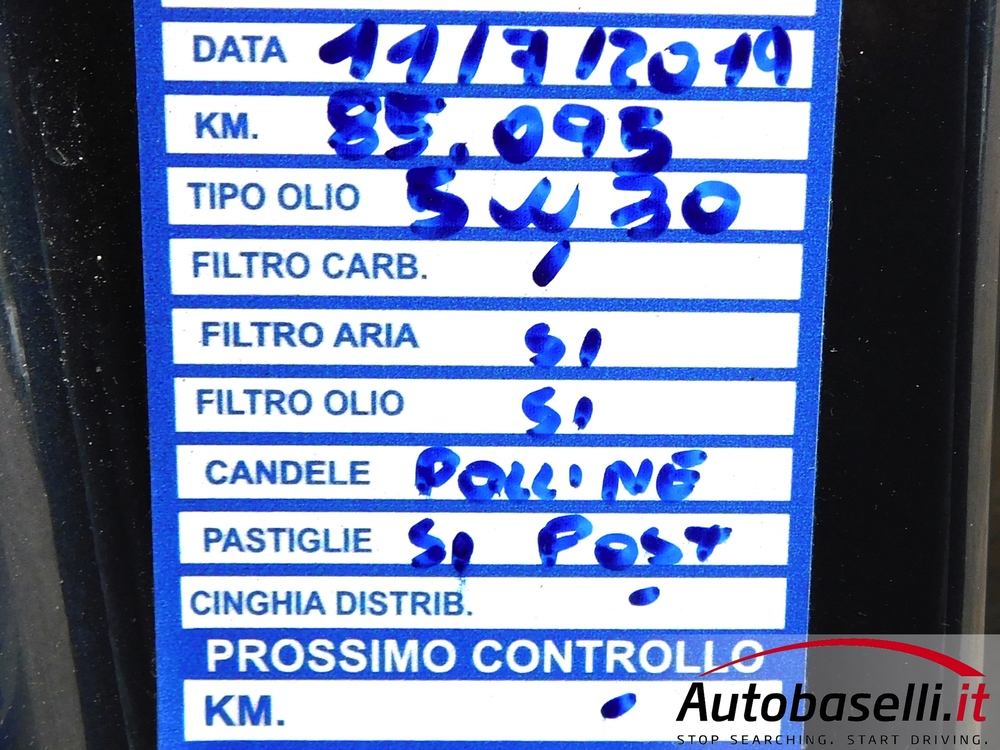 DATA 11/7/2019
KM. 85.095
TIPO OLIO 5W30
FILTRO CARB. /
FILTRO ARIA SI
FILTRO OLIO SI
CANDELE POLLINE
PASTIGLIE SI POST
CINGHIA DISTRIB. -
PROSSIMO CONTROLLO
KM. -
Autobaselli.it
STOP SEARCHING. START DRIVING.